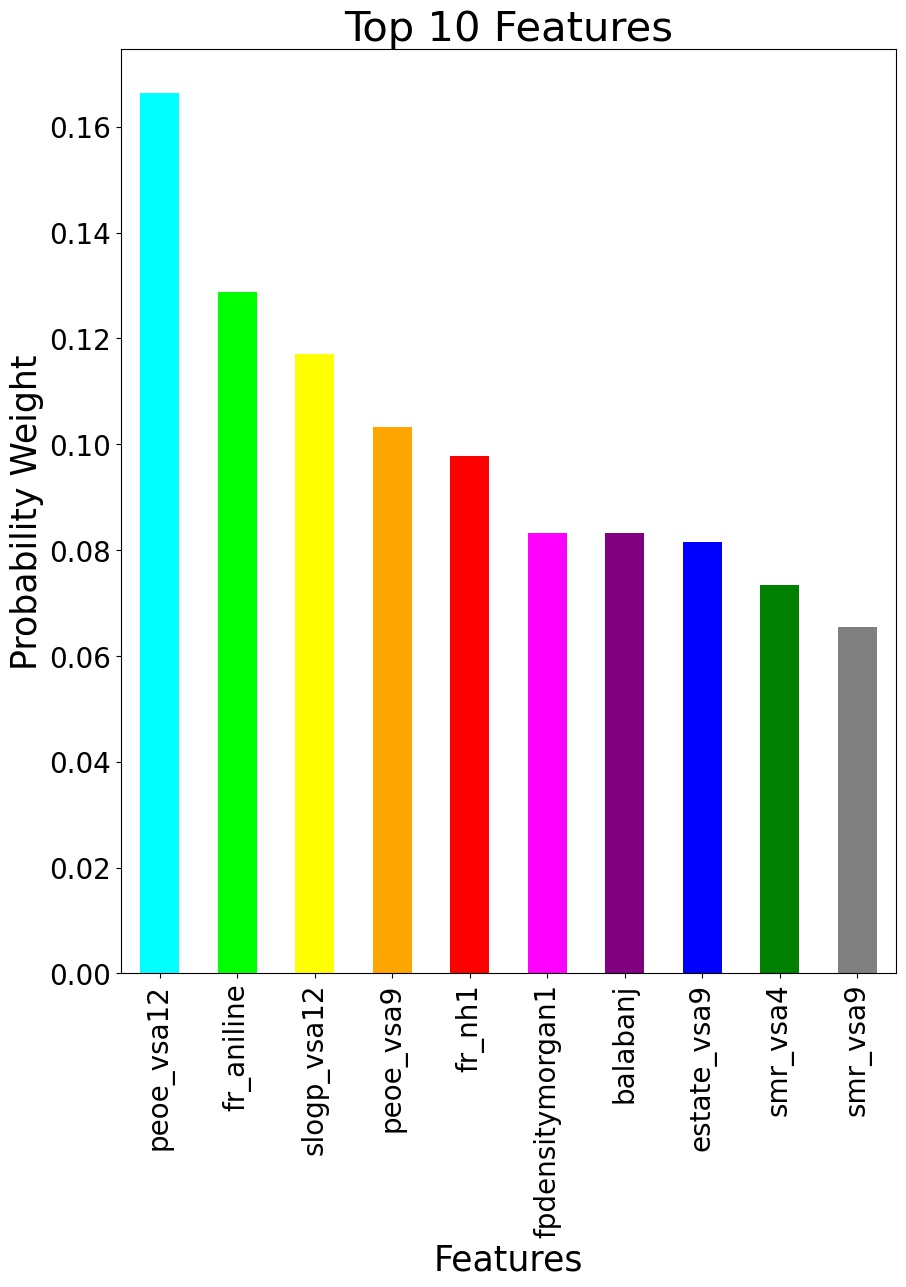 Top 10 Features
Probability Weight
0.16
0.14
0.12
0.10
0.08
0.06
0.04
0.02
0.00
peoe_vsa12
fr_aniline
slogp_vsa12
peoe_vsa9
fr_nh1
fpdensitymorgan1
balabanj
estate_vsa9
smr_vsa4
smr_vsa9
Features